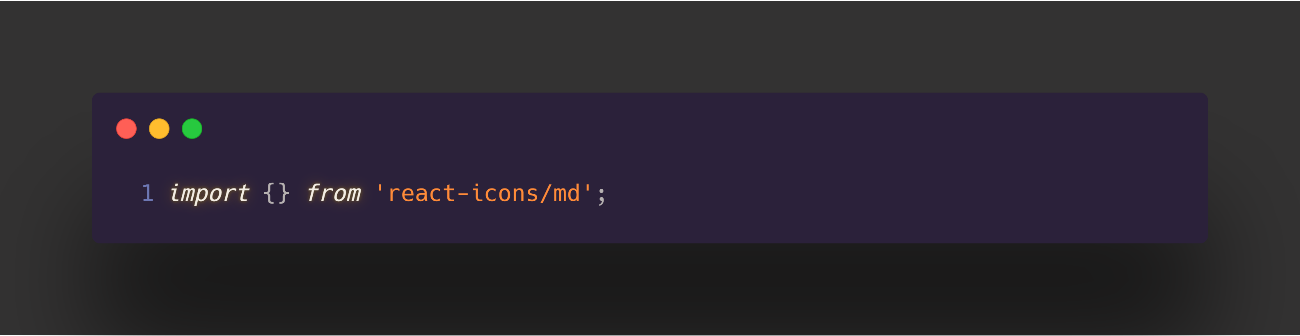 1 import {} from 'react-icons/md';